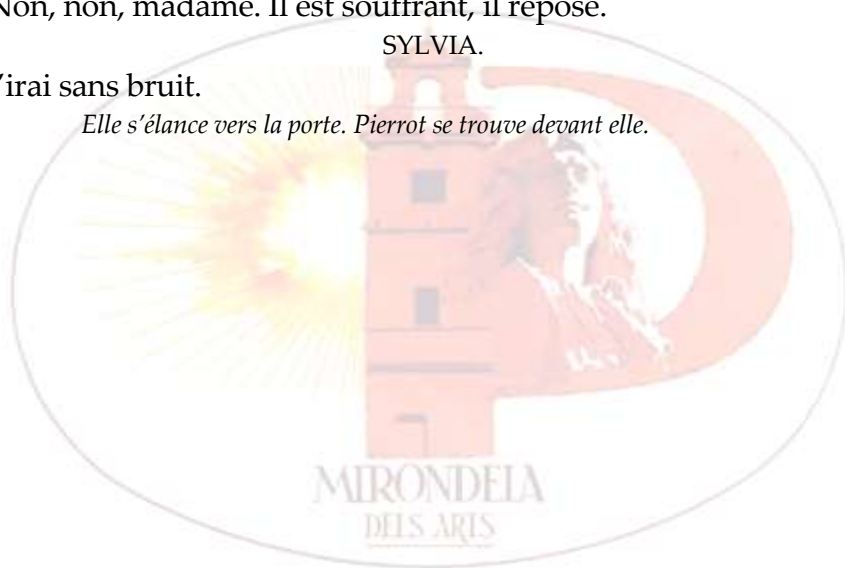 Non, non, madame. Il est souffrant, il repose.
SYLVIA.
'irai sans bruit.
Elle s'élance vers la porte. Pierrot se trouve devant elle.
MIRONDELA
DELS ARTS